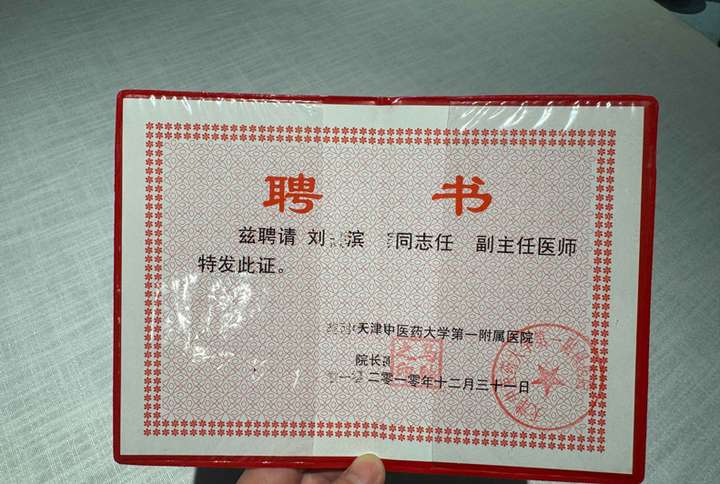 聘 书
兹聘请 刘 滨 同志任 副主任医师
特发此证。
天津中医药大学第一附属医院
院长
二零一零年十二月三十一日